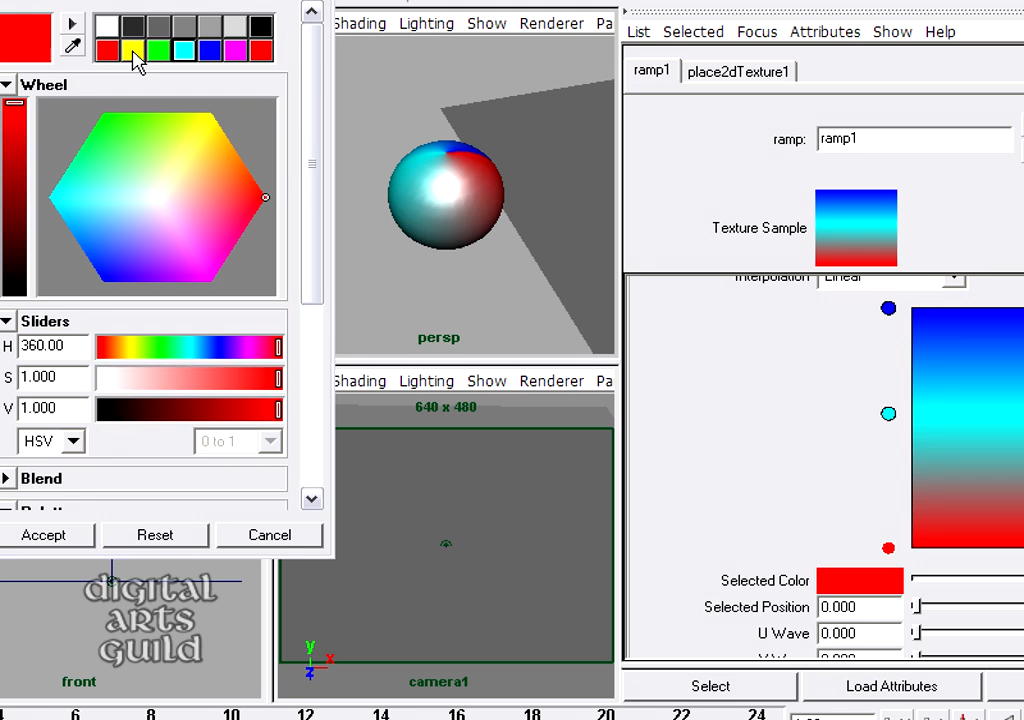 Shading Lighting Show Renderer Pa
List Selected Focus Attributes Show Help
ramp1 place2dTexture1
Wheel
ramp: ramp1
Texture Sample
Interpolation Linear
persp
Sliders
H 360.00
S 1.000
V 1.000
HSV 0 to 1
Shading Lighting Show Renderer Pa
640 x 480
Blend
Accept Reset Cancel
Selected Color
Selected Position 0.000
U Wave 0.000
digital
arts
guild
y
x
z
front
camera1
Select Load Attributes
4 6 8 10 12 14 16 18 20 22 24